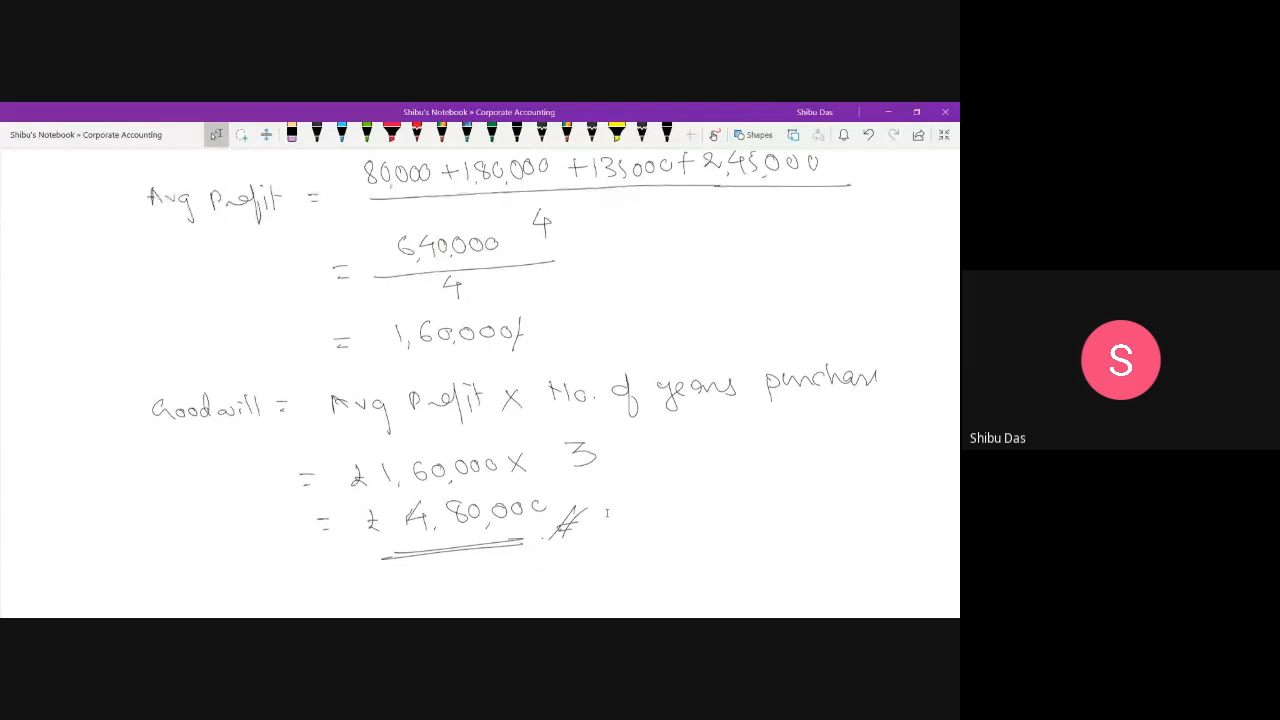 Shibu's Notebook » Corporate Accounting
Shibu Das
Shibu's Notebook » Corporate Accounting
Shapes
80,000 + 1,80,000 + 135000 + 2,45,000
Avg Profit =
4
= 6,40,000
4
= 1,60,000/
Goodwill = Avg Profit X No. of years purchase
= ₹ 1,60,000 X 3
= ₹ 4,80,000 #
S
Shibu Das